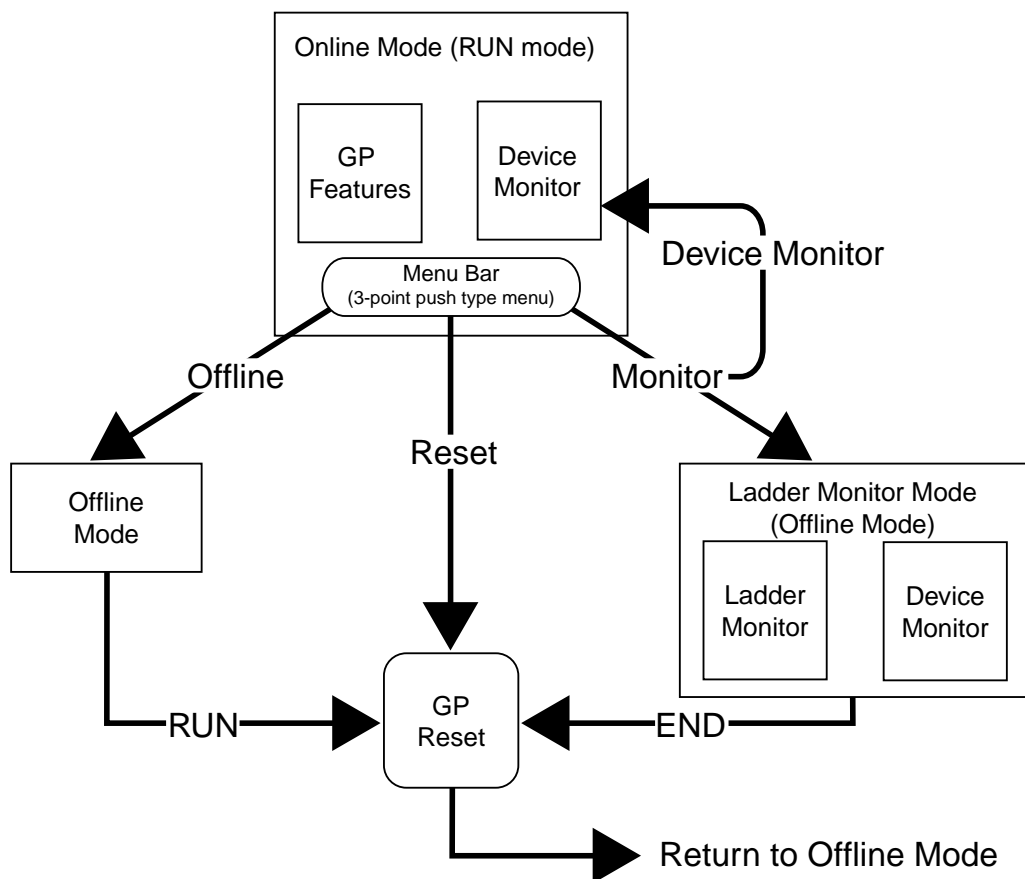 Online Mode (RUN mode)
GP
Features
Device
Monitor
Device Monitor
Menu Bar
(3-point push type menu)
Offline
Monitor
Reset
Offline
Mode
Ladder Monitor Mode
(Offline Mode)
Ladder
Monitor
Device
Monitor
GP
Reset
RUN
END
Return to Offline Mode